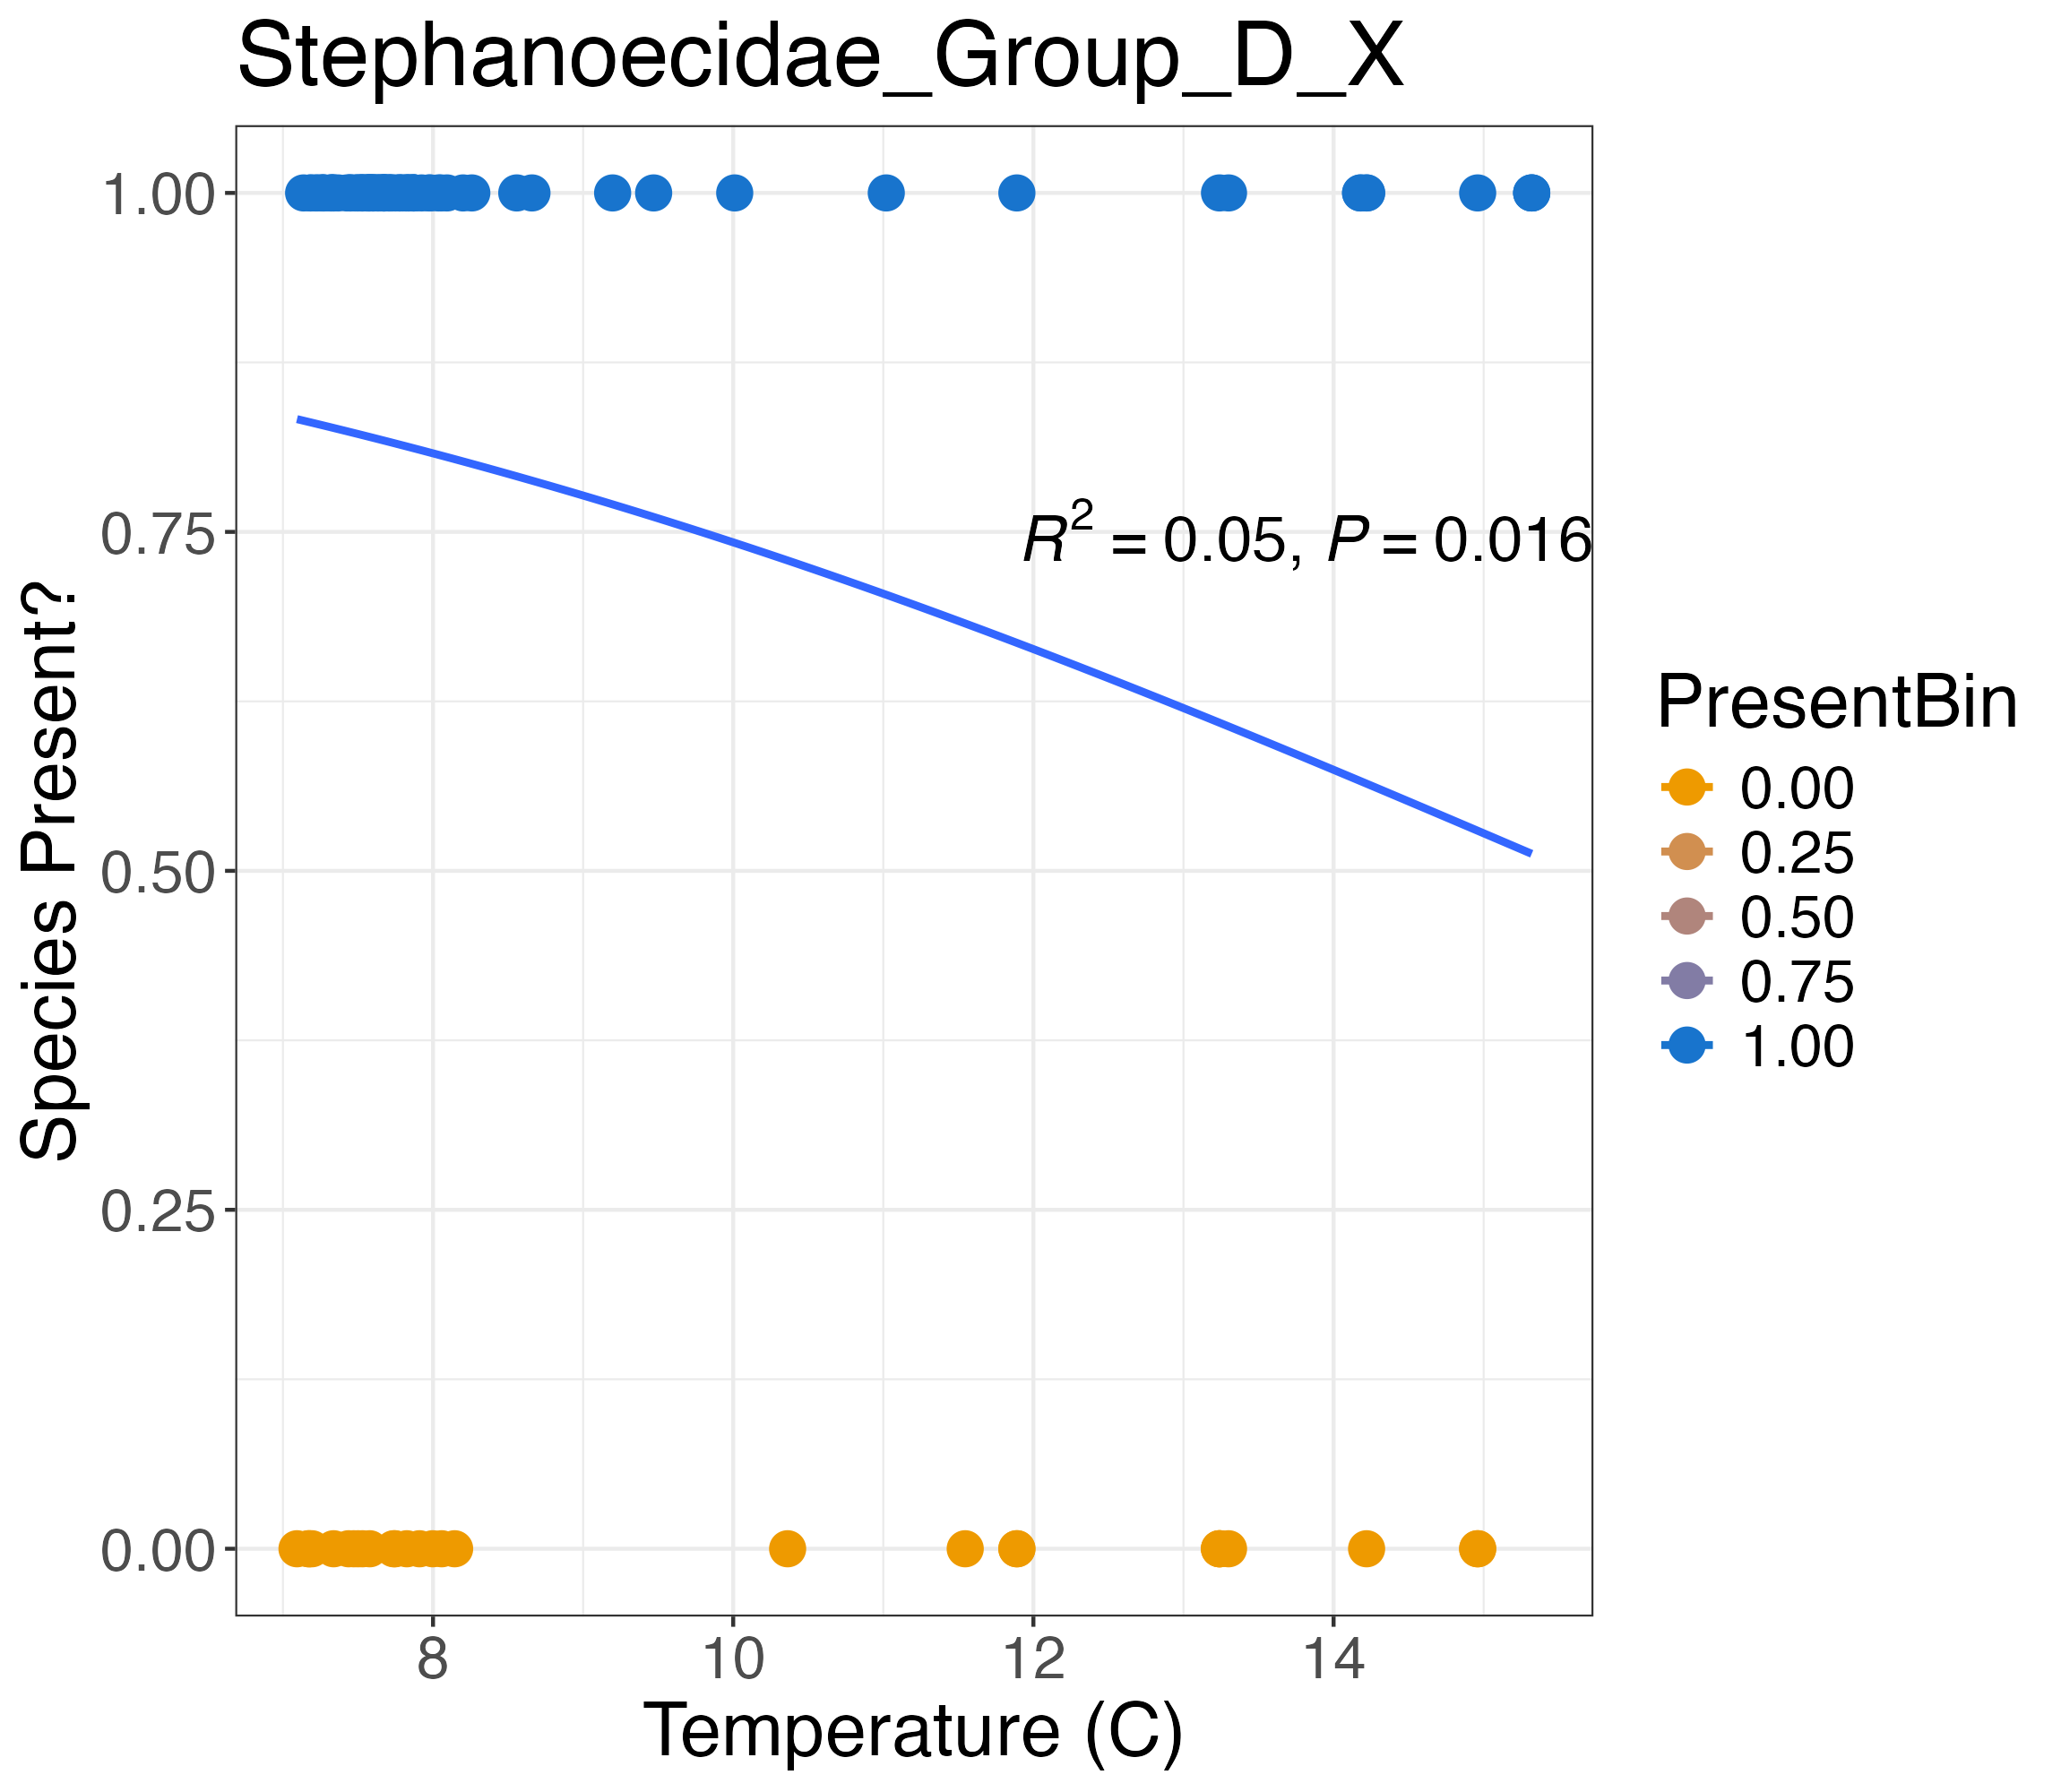 Stephanoecidae_Group_D_X
1.00
0.75
0.50
0.25
0.00
Species Present?
R² = 0.05, P = 0.016
8 10 12 14
Temperature (C)
PresentBin
0.00
0.25
0.50
0.75
1.00